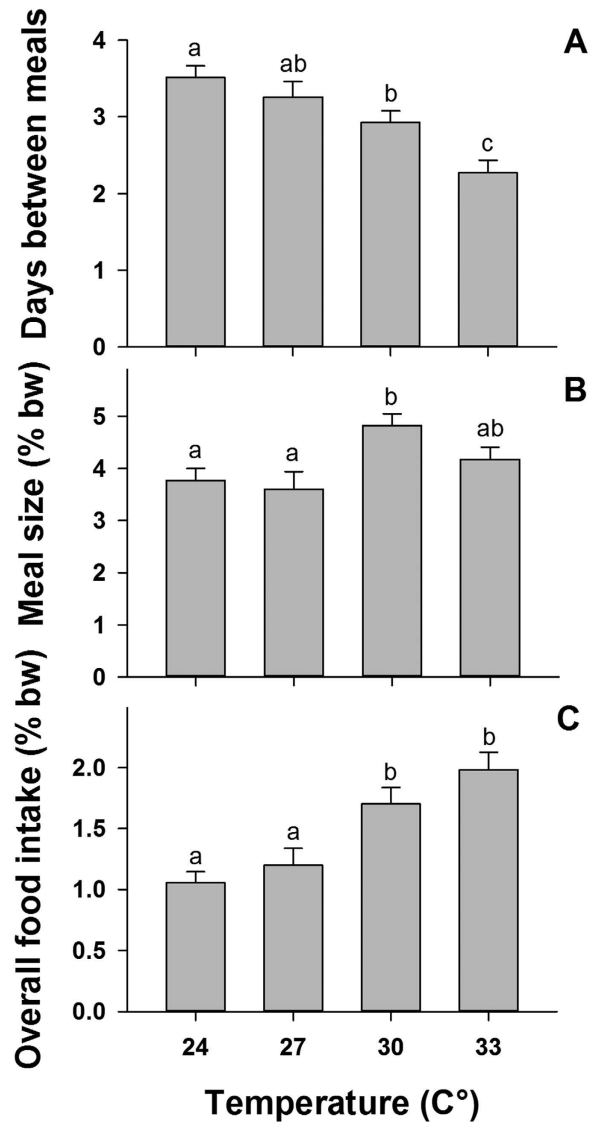 A
Days between meals
4
3
2
1
0
a
ab
b
c
B
Meal size (% bw)
5
4
3
2
1
0
a
a
b
ab
C
Overall food intake (% bw)
2.0
1.5
1.0
0.5
0.0
a
a
b
b
24 27 30 33
Temperature (C°)